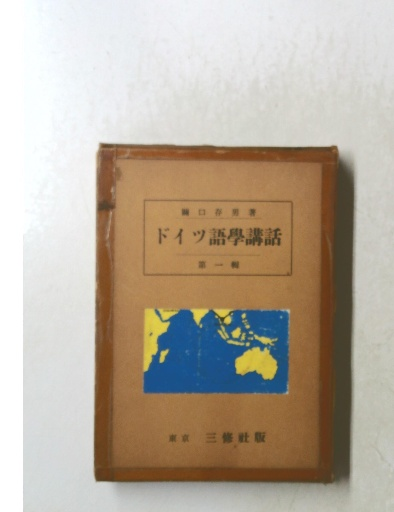 關口存男著
ドイツ語學講話
第一輯
東京 三修社版